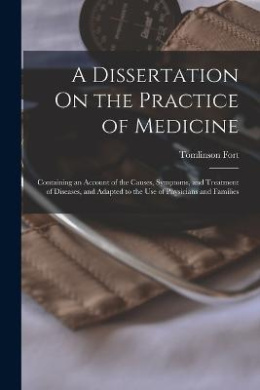 A Dissertation
On the Practice
of Medicine
Tomlinson Fort
Containing an Account of the Causes, Symptoms, and Treatment
of Diseases, and Adapted to the Use of Physicians and Families